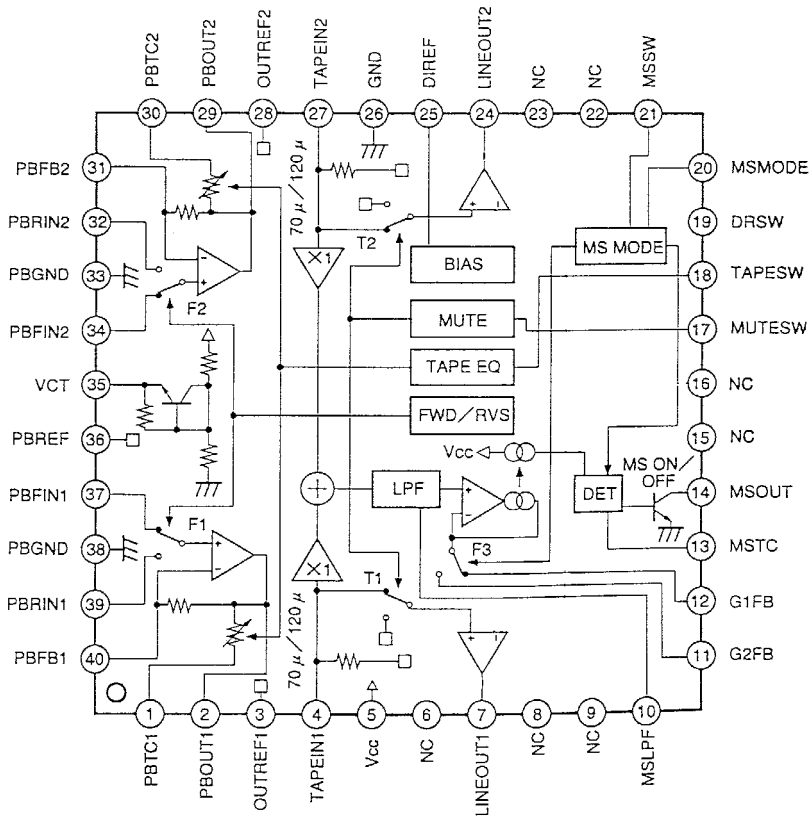 PBTC2
PBOUT2
OUTREF2
TAPEIN2
GND
DIREF
LINEOUT2
NC
NC
MSSW
30
29
28
27
26
25
24
23
22
21
PBFB2
31
PBRIN2
32
PBGND
33
PBFIN2
34
VCT
35
PBREF
36
PBFIN1
37
PBGND
38
PBRIN1
39
PBFB1
40
20
MSMODE
19
DRSW
18
TAPESW
17
MUTESW
16
NC
15
NC
14
MSOUT
13
MSTC
12
G1FB
11
G2FB
70μ/120μ
×1
T2
+
-
MS MODE
BIAS
MUTE
TAPE EQ
FWD/RVS
-
+
F2
Vcc
MS ON/
OFF
LPF
+
-
DET
F3
F1
+
-
×1
T1
70μ/120μ
+
-
1
2
3
4
5
6
7
8
9
10
PBTC1
PBOUT1
OUTREF1
TAPEIN1
Vcc
NC
LINEOUT1
NC
NC
MSLPF